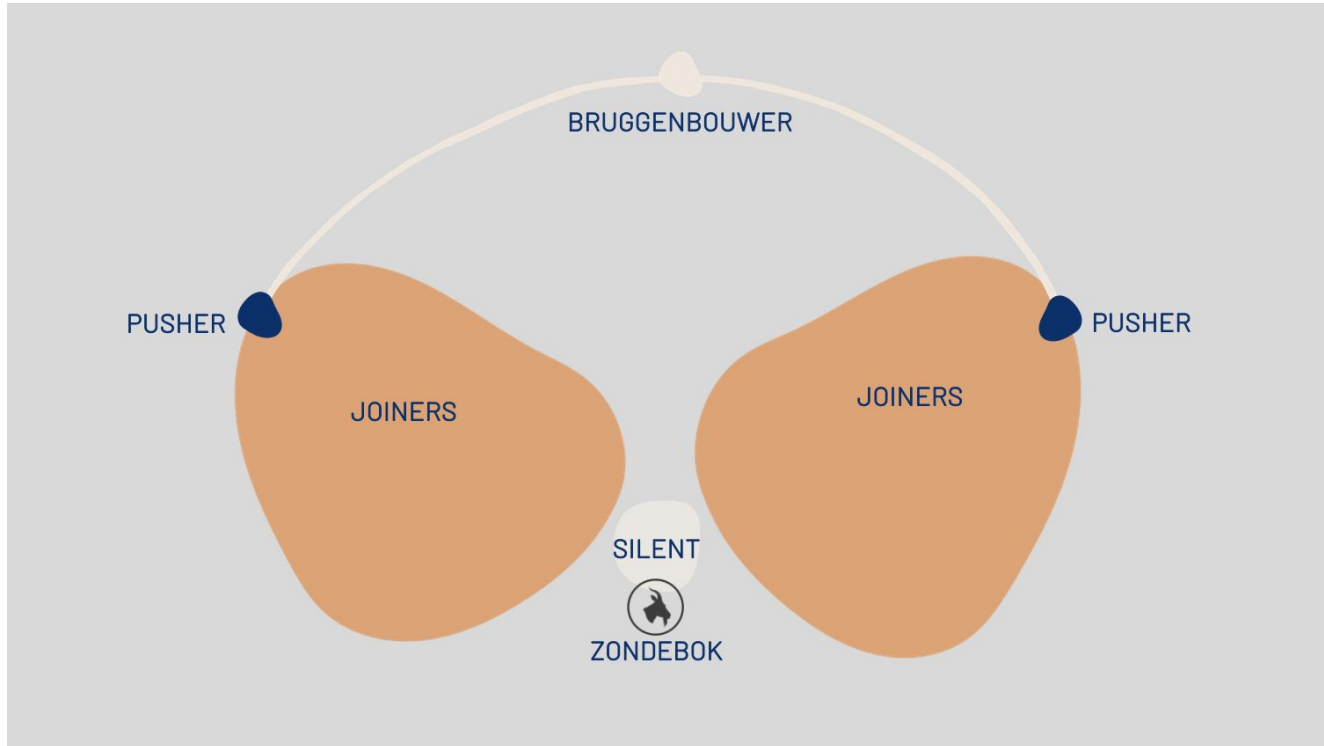 BRUGGENBOUWER
PUSHER
PUSHER
JOINERS
JOINERS
SILENT
ZONDEBOK